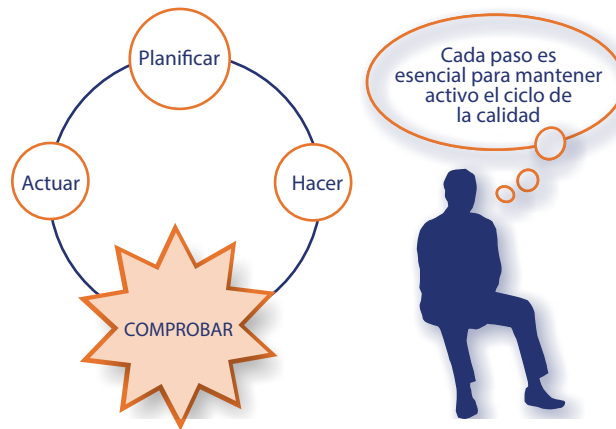 Planificar
Actuar
Hacer
COMPROBAR
Cada paso es
esencial para mantener
activo el ciclo de
la calidad